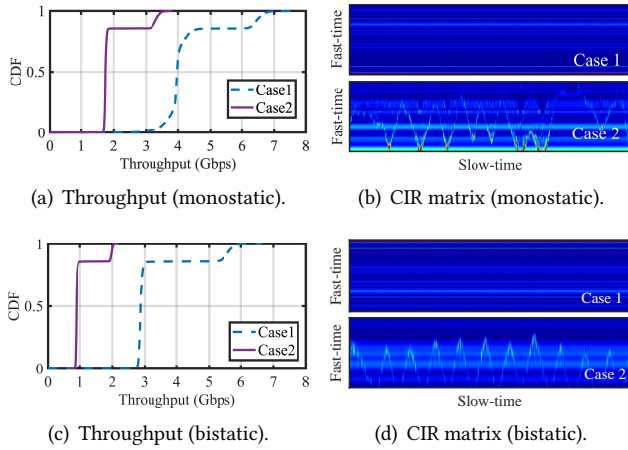 1
0.5
0
CDF
Case1
Case2
0 1 2 3 4 5 6 7 8
Throughput (Gbps)
(a) Throughput (monostatic).
Fast-time
Case 1
Fast-time
Case 2
Slow-time
(b) CIR matrix (monostatic).
1
0.5
0
CDF
Case1
Case2
0 1 2 3 4 5 6 7 8
Throughput (Gbps)
(c) Throughput (bistatic).
Fast-time
Case 1
Fast-time
Case 2
Slow-time
(d) CIR matrix (bistatic).